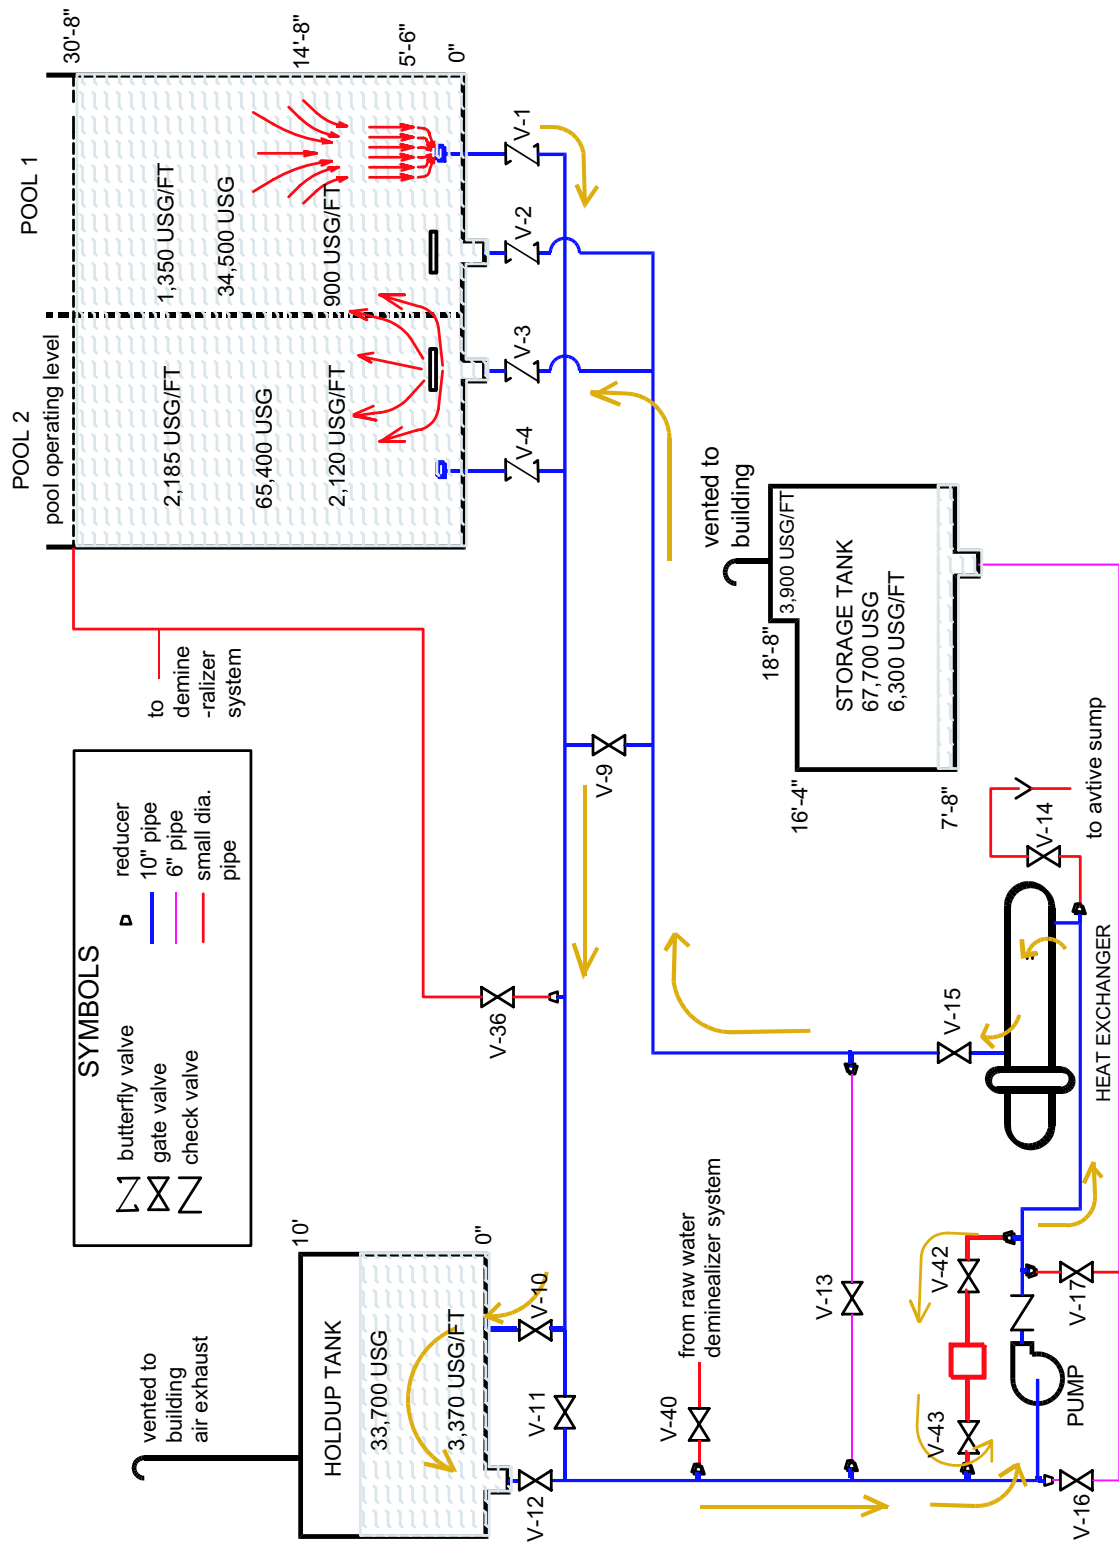 POOL 1
POOL 2
pool operating level
30'-8"
14'-8"
5'-6"
0"
1,350 USG/FT
34,500 USG
900 USG/FT
2,185 USG/FT
65,400 USG
2,120 USG/FT
V-1
V-2
V-3
V-4
to
demine
-ralizer
system
V-9
vented to
building
18'-8"
3,900 USG/FT
STORAGE TANK
67,700 USG
6,300 USG/FT
16'-4"
7'-8"
SYMBOLS
butterfly valve
gate valve
check valve
reducer
10" pipe
6" pipe
small dia.
pipe
V-36
V-15
V-14
to avtive sump
HEAT EXCHANGER
vented to
building
air exhaust
10'
0"
HOLDUP TANK
33,700 USG
3,370 USG/FT
V-10
V-11
V-12
from raw water
deminealizer system
V-40
V-13
V-42
V-43
V-17
PUMP
V-16